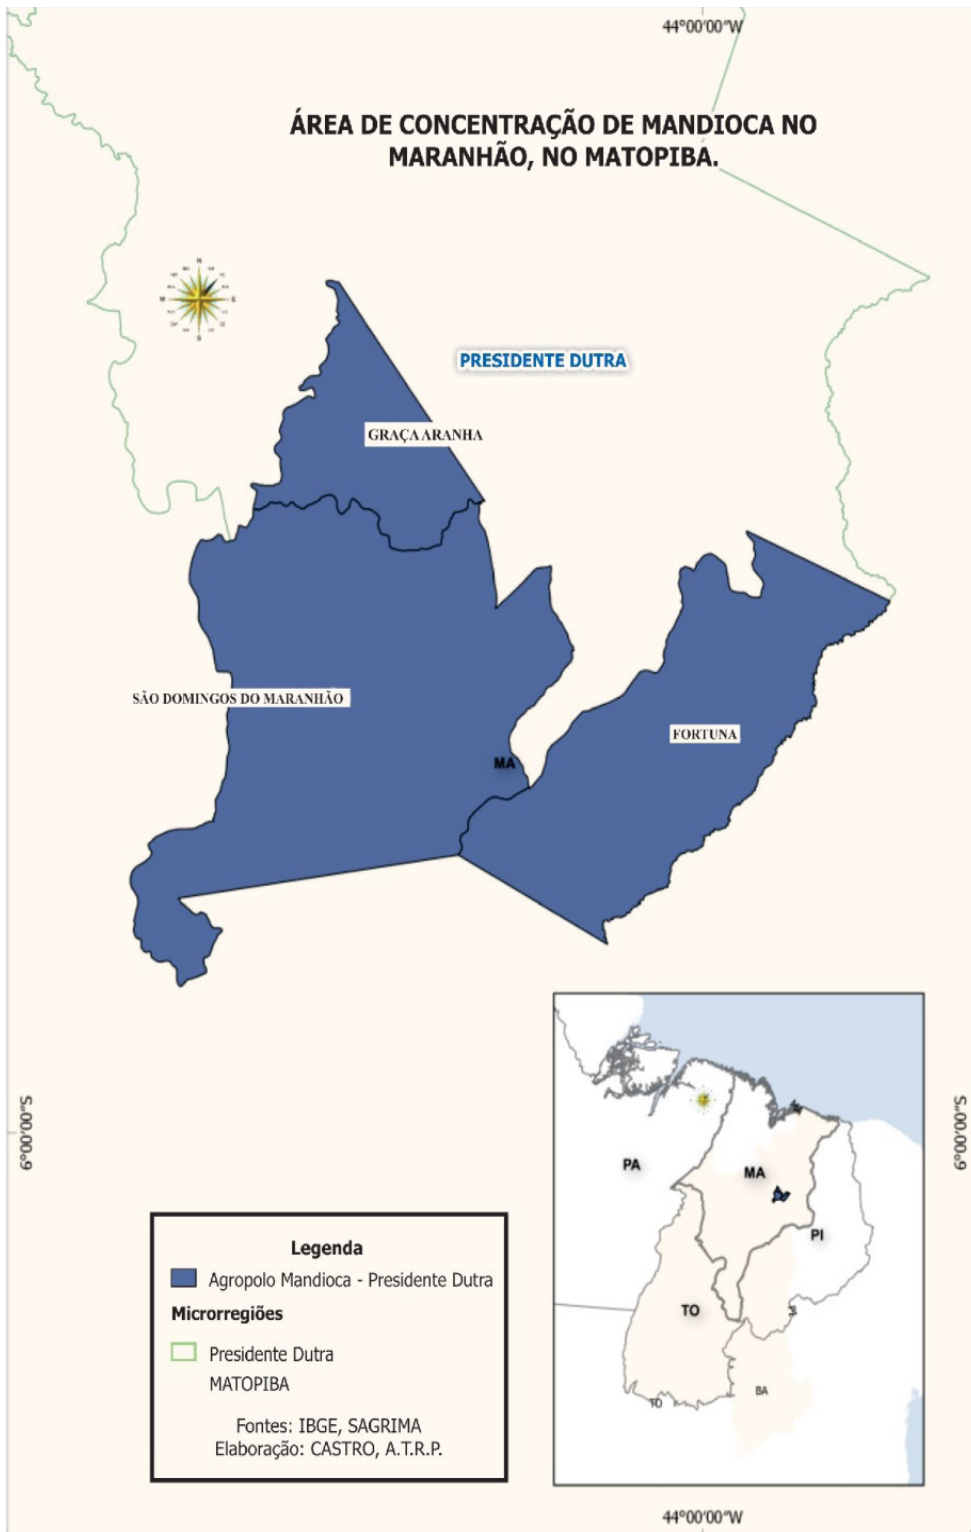 44°00′00″W
ÁREA DE CONCENTRAÇÃO DE MANDIOCA NO
MARANHÃO, NO MATOPIBA.
N
W
E
S
PRESIDENTE DUTRA
GRAÇA ARANHA
SÃO DOMINGOS DO MARANHÃO
FORTUNA
MA
6°00′00″S
6°00′00″S
PA
MA
PI
TO
TO
BA
Legenda
Agropolo Mandioca - Presidente Dutra
Microrregiões
Presidente Dutra
MATOPIBA
Fontes: IBGE, SAGRIMA
Elaboração: CASTRO, A.T.R.P.
44°00′00″W